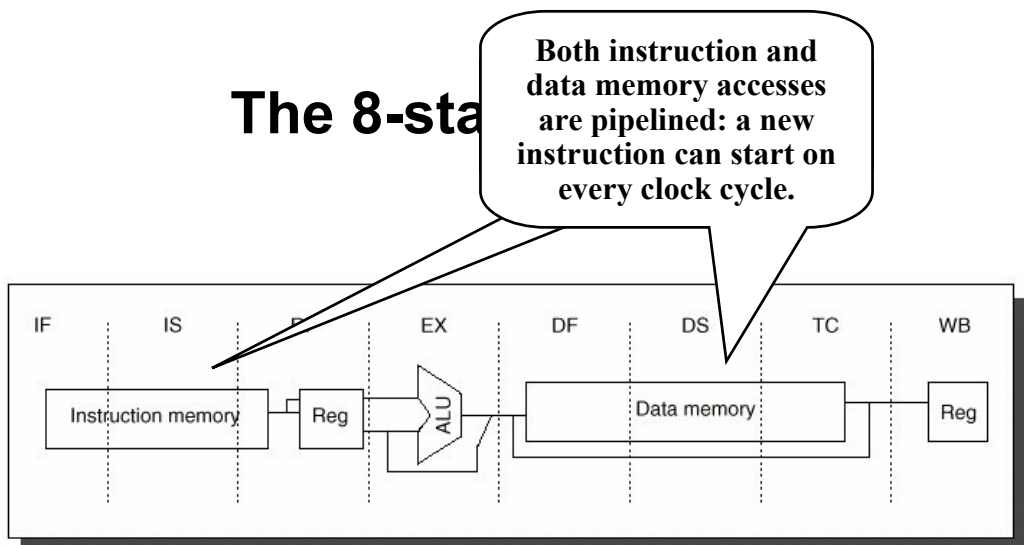 Both instruction and
data memory accesses
are pipelined: a new
instruction can start on
every clock cycle.
The 8-sta
IF IS EX DF DS TC WB
Instruction memory Reg ALU Data memory Reg